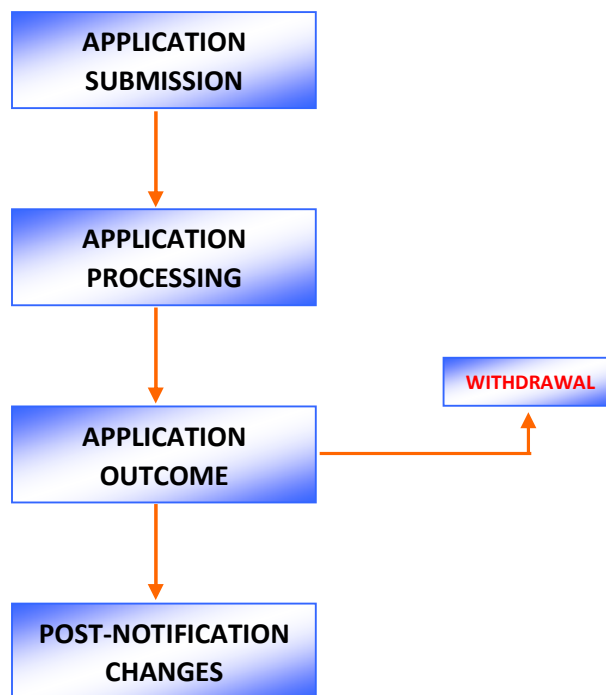 APPLICATION
SUBMISSION
APPLICATION
PROCESSING
WITHDRAWAL
APPLICATION
OUTCOME
POST-NOTIFICATION
CHANGES